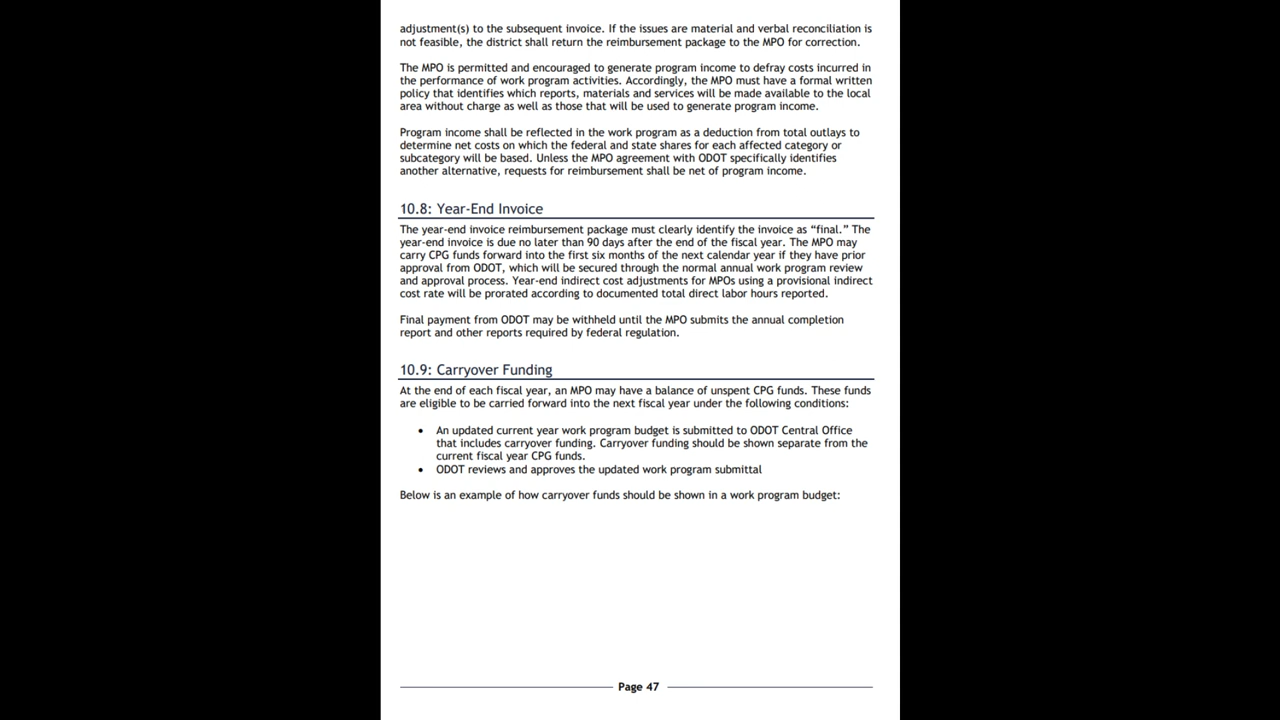 adjustment(s) to the subsequent invoice. If the issues are material and verbal reconciliation is
not feasible, the district shall return the reimbursement package to the MPO for correction.
The MPO is permitted and encouraged to generate program income to defray costs incurred in
the performance of work program activities. Accordingly, the MPO must have a formal written
policy that identifies which reports, materials and services will be made available to the local
area without charge as well as those that will be used to generate program income.
Program income shall be reflected in the work program as a deduction from total outlays to
determine net costs on which the federal and state shares for each affected category or
subcategory will be based. Unless the MPO agreement with ODOT specifically identifies
another alternative, requests for reimbursement shall be net of program income.
10.8: Year-End Invoice
The year-end invoice reimbursement package must clearly identify the invoice as “final.” The
year-end invoice is due no later than 90 days after the end of the fiscal year. The MPO may
carry CPG funds forward into the first six months of the next calendar year if they have prior
approval from ODOT, which will be secured through the normal annual work program review
and approval process. Year-end indirect cost adjustments for MPOs using a provisional indirect
cost rate will be prorated according to documented total direct labor hours reported.
Final payment from ODOT may be withheld until the MPO submits the annual completion
report and other reports required by federal regulation.
10.9: Carryover Funding
At the end of each fiscal year, an MPO may have a balance of unspent CPG funds. These funds
are eligible to be carried forward into the next fiscal year under the following conditions:
• An updated current year work program budget is submitted to ODOT Central Office
that includes carryover funding. Carryover funding should be shown separate from the
current fiscal year CPG funds.
• ODOT reviews and approves the updated work program submittal
Below is an example of how carryover funds should be shown in a work program budget:
Page 47